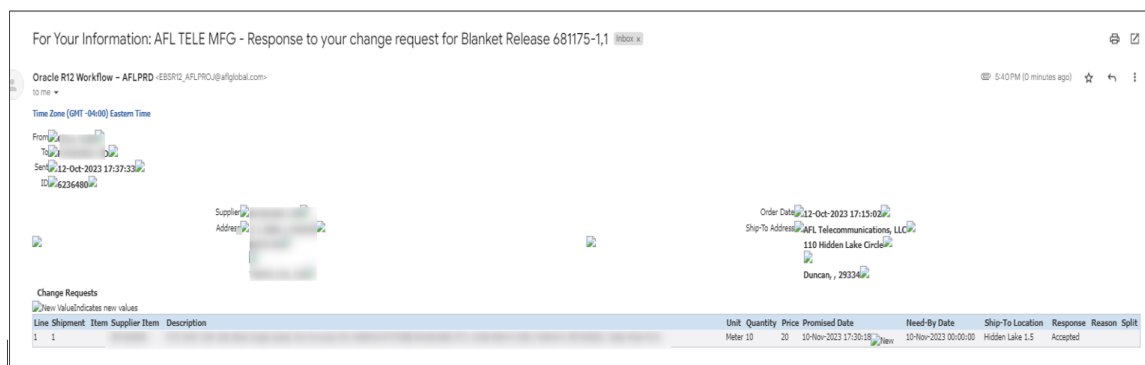 For Your Information: AFL TELE MFG - Response to your change request for Blanket Release 681175-1,1 Inbox x
Oracle R12 Workflow – AFLPRD <EBSR12_AFLPROJ@aflglobal.com> 5:40 PM (0 minutes ago)
to me
Time Zone (GMT -04:00) Eastern Time
From
To
Sent 12-Oct-2023 17:37:33
ID 6236480
Supplier Order Date 12-Oct-2023 17:15:02
Address Ship-To Address AFL Telecommunications, LLC
110 Hidden Lake Circle
Duncan, , 29334
Change Requests
New ValueIndicates new values
Line Shipment Item Supplier Item Description Unit Quantity Price Promised Date Need-By Date Ship-To Location Response Reason Split
1 1 Meter 10 20 10-Nov-2023 17:30:18 New 10-Nov-2023 00:00:00 Hidden Lake 1.5 Accepted